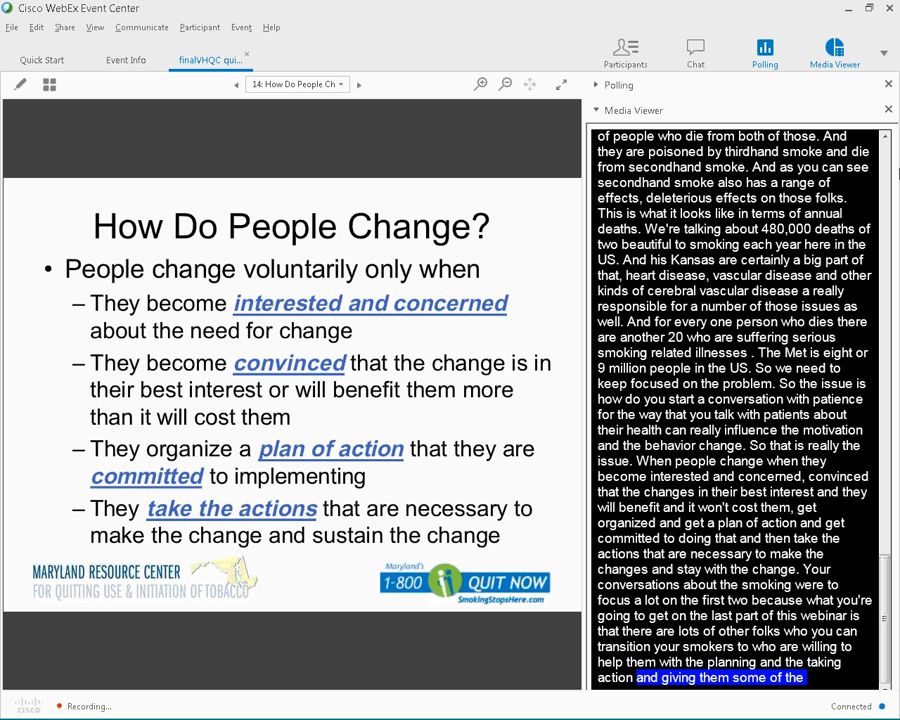 Cisco WebEx Event Center
File Edit Share View Communicate Participant Event Help
Quick Start Event Info finalVHQC qui... Participants Chat Polling Media Viewer
14: How Do People Ch
Polling
Media Viewer
How Do People Change?
• People change voluntarily only when
– They become interested and concerned
about the need for change
– They become convinced that the change is in
their best interest or will benefit them more
than it will cost them
– They organize a plan of action that they are
committed to implementing
– They take the actions that are necessary to
make the change and sustain the change
MARYLAND RESOURCE CENTER
FOR QUITTING USE & INITIATION OF TOBACCO
Maryland's
1-800 QUIT NOW
SmokingStopsHere.com
of people who die from both of those. And
they are poisoned by thirdhand smoke and die
from secondhand smoke. And as you can see
secondhand smoke also has a range of
effects, deleterious effects on those folks.
This is what it looks like in terms of annual
deaths. We're talking about 480,000 deaths of
two beautiful to smoking each year here in the
US. And his Kansas are certainly a big part of
that, heart disease, vascular disease and other
kinds of cerebral vascular disease a really
responsible for a number of those issues as
well. And for every one person who dies there
are another 20 who are suffering serious
smoking related illnesses . The Met is eight or
9 million people in the US. So we need to
keep focused on the problem. So the issue is
how do you start a conversation with patience
for the way that you talk with patients about
their health can really influence the motivation
and the behavior change. So that is really the
issue. When people change when they
become interested and concerned, convinced
that the changes in their best interest and they
will benefit and it won't cost them, get
organized and get a plan of action and get
committed to doing that and then take the
actions that are necessary to make the
changes and stay with the change. Your
conversations about the smoking were to
focus a lot on the first two because what you're
going to get on the last part of this webinar is
that there are lots of other folks who you can
transition your smokers to who are willing to
help them with the planning and the taking
action and giving them some of the
cisco Recording... Connected